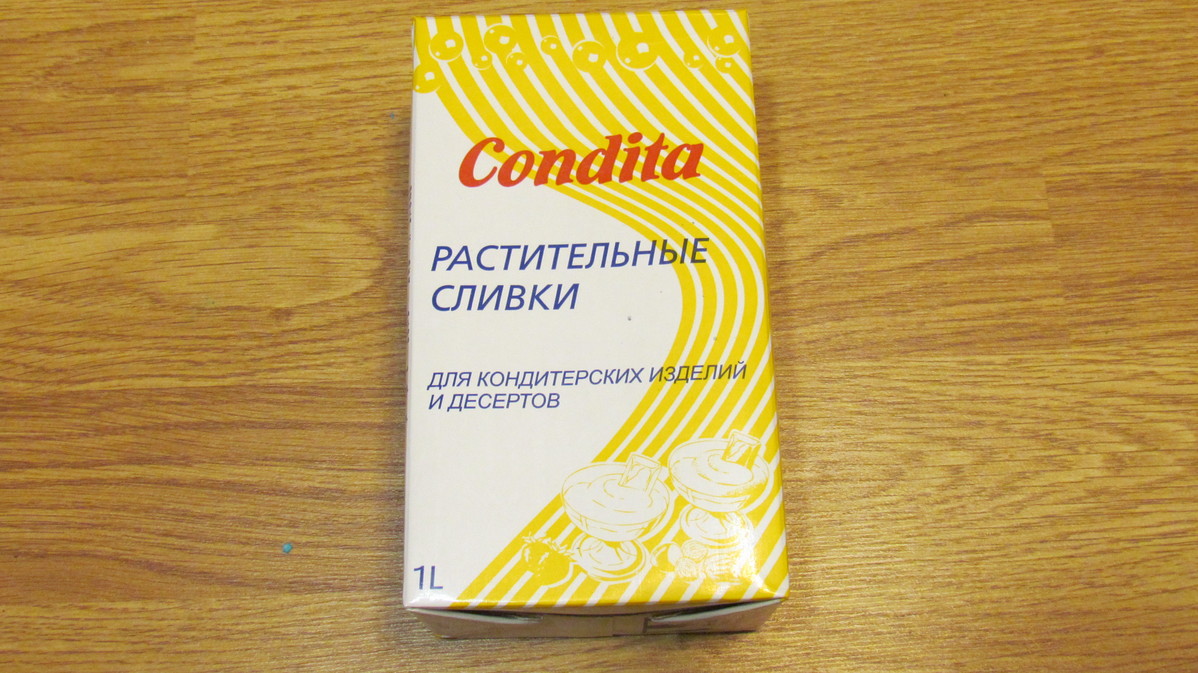 Condita
РАСТИТЕЛЬНЫЕ
СЛИВКИ
ДЛЯ КОНДИТЕРСКИХ ИЗДЕЛИЙ
И ДЕСЕРТОВ
1L